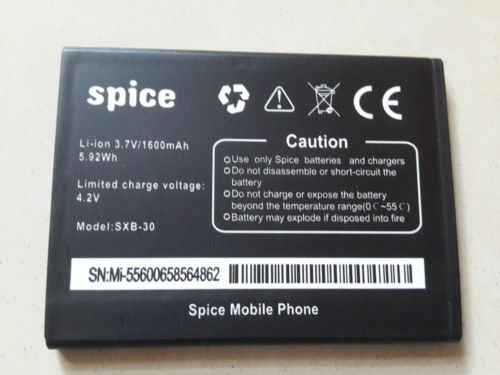 spice
Li-ion 3.7V/1600mAh
5.92Wh
Limited charge voltage:
4.2V
Model:SXB-30
CE
Caution
Use only Spice batteries and chargers
Do not disassemble or short-circuit the
battery
Do not charge or expose the battery
beyond the temperature range(0℃~55℃)
Battery may explode if disposed into fire
SN:Mi-55600658564862
Spice Mobile Phone